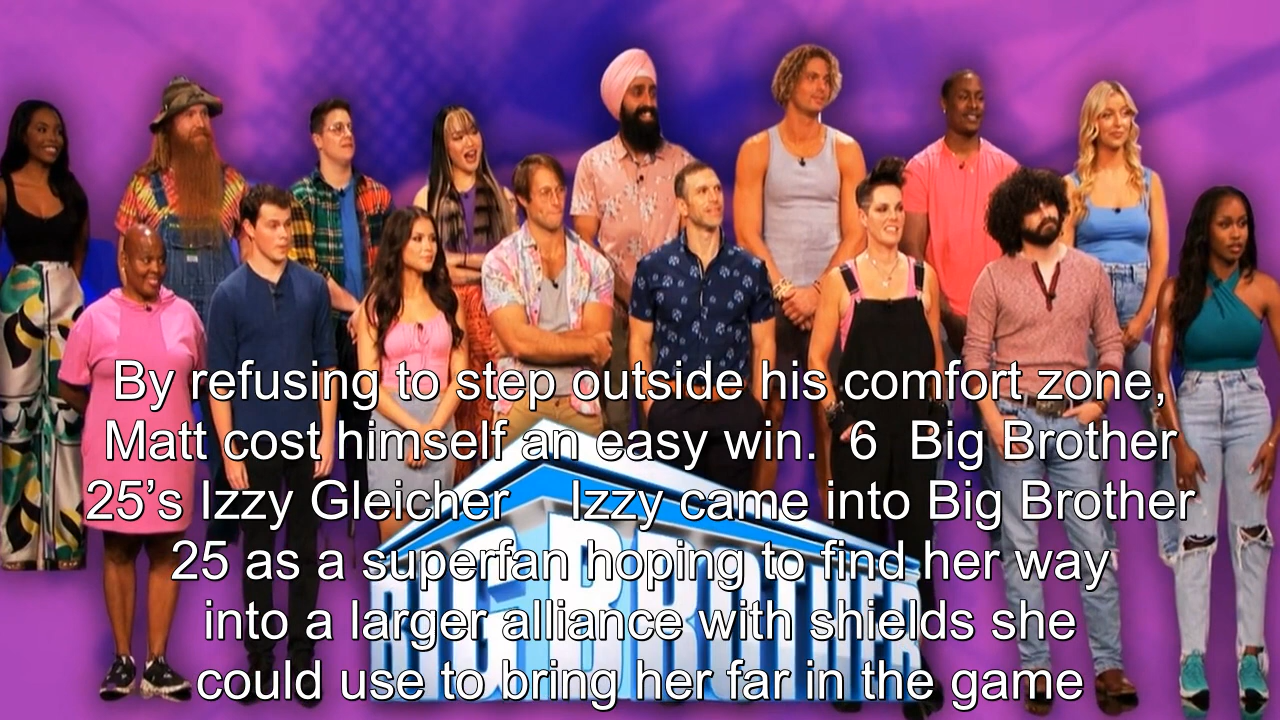 By refusing to step outside his comfort zone,
Matt cost himself an easy win.  6  Big Brother
25’s Izzy Gleicher    Izzy came into Big Brother
25 as a superfan hoping to find her way
into a larger alliance with shields she
could use to bring her far in the game
BIG BROTHER